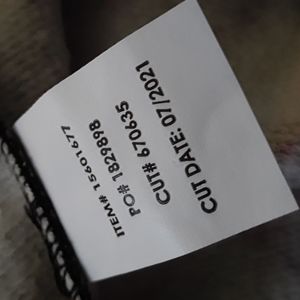 ITEM# 15601677
PO# 1829898
CUT# 670635
CUT DATE: 07/2021